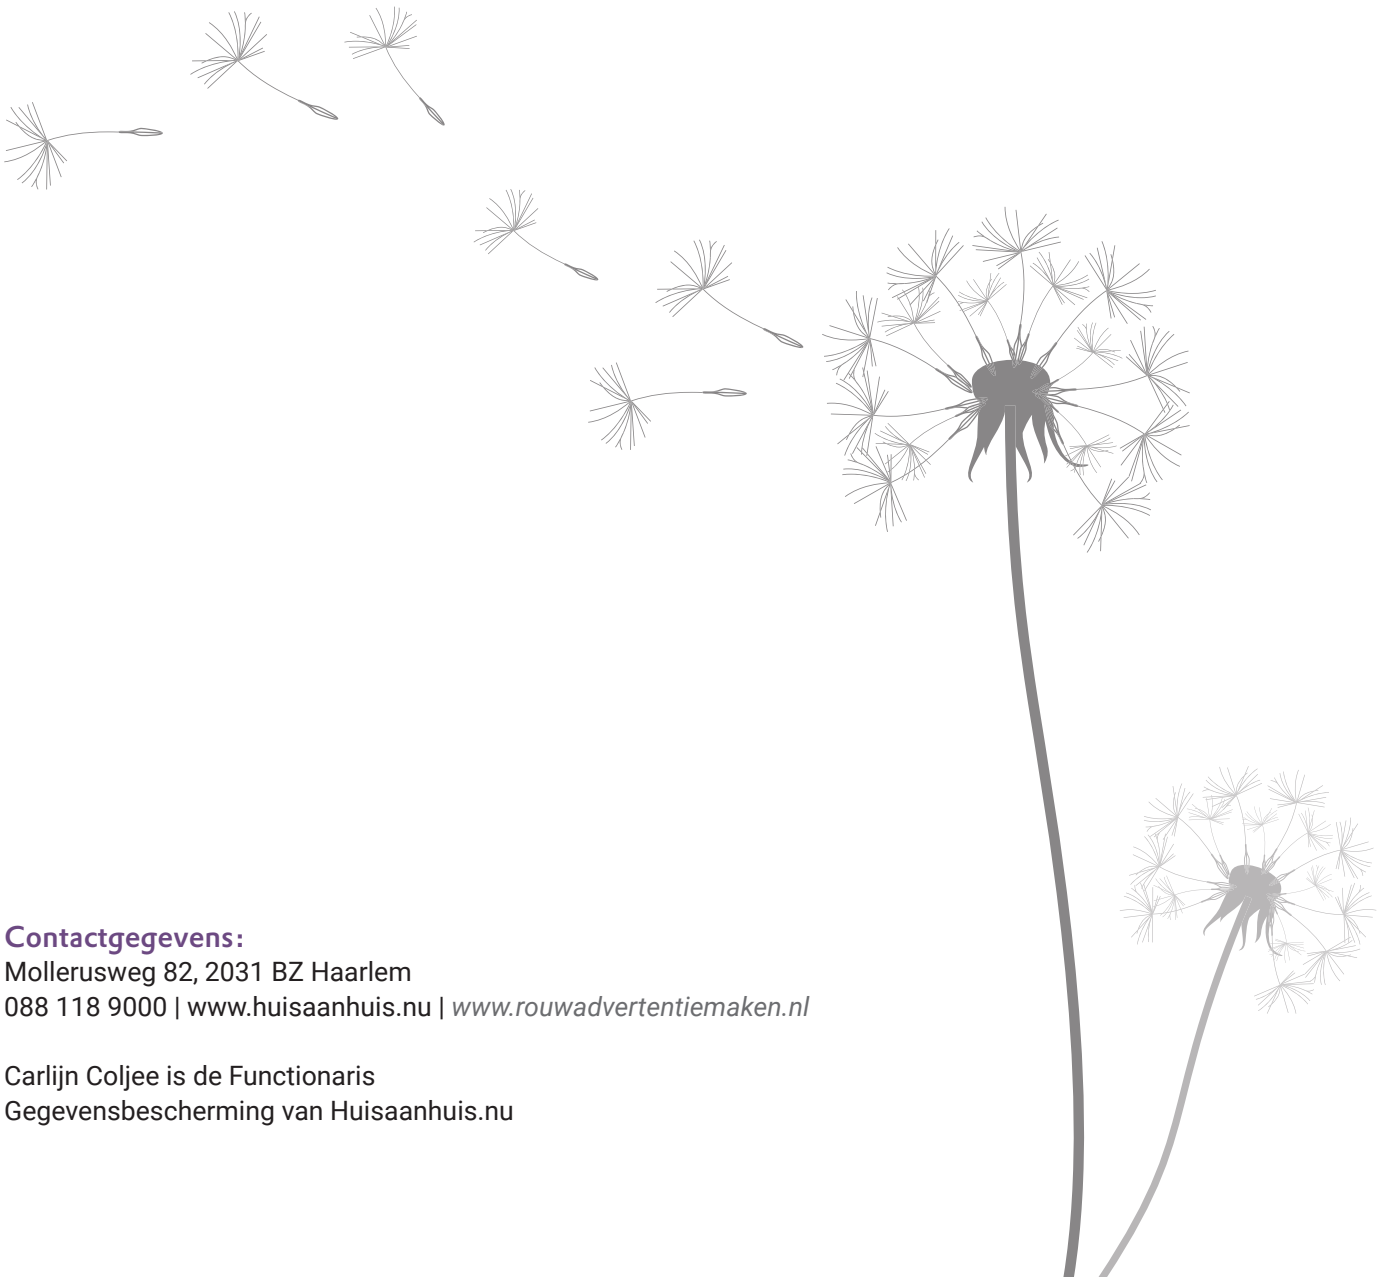 Contactgegevens:
Mollerusweg 82, 2031 BZ Haarlem
088 118 9000 | www.huisaanhuis.nu | www.rouwadvertentiemaken.nl
Carlijn Coljee is de Functionaris
Gegevensbescherming van Huisaanhuis.nu